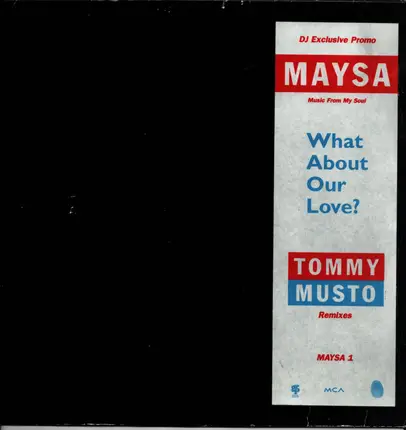 DJ Exclusive Promo
MAYSA
Music From My Soul
What
About
Our
Love?
TOMMY
MUSTO
Remixes
MAYSA 1
MCA